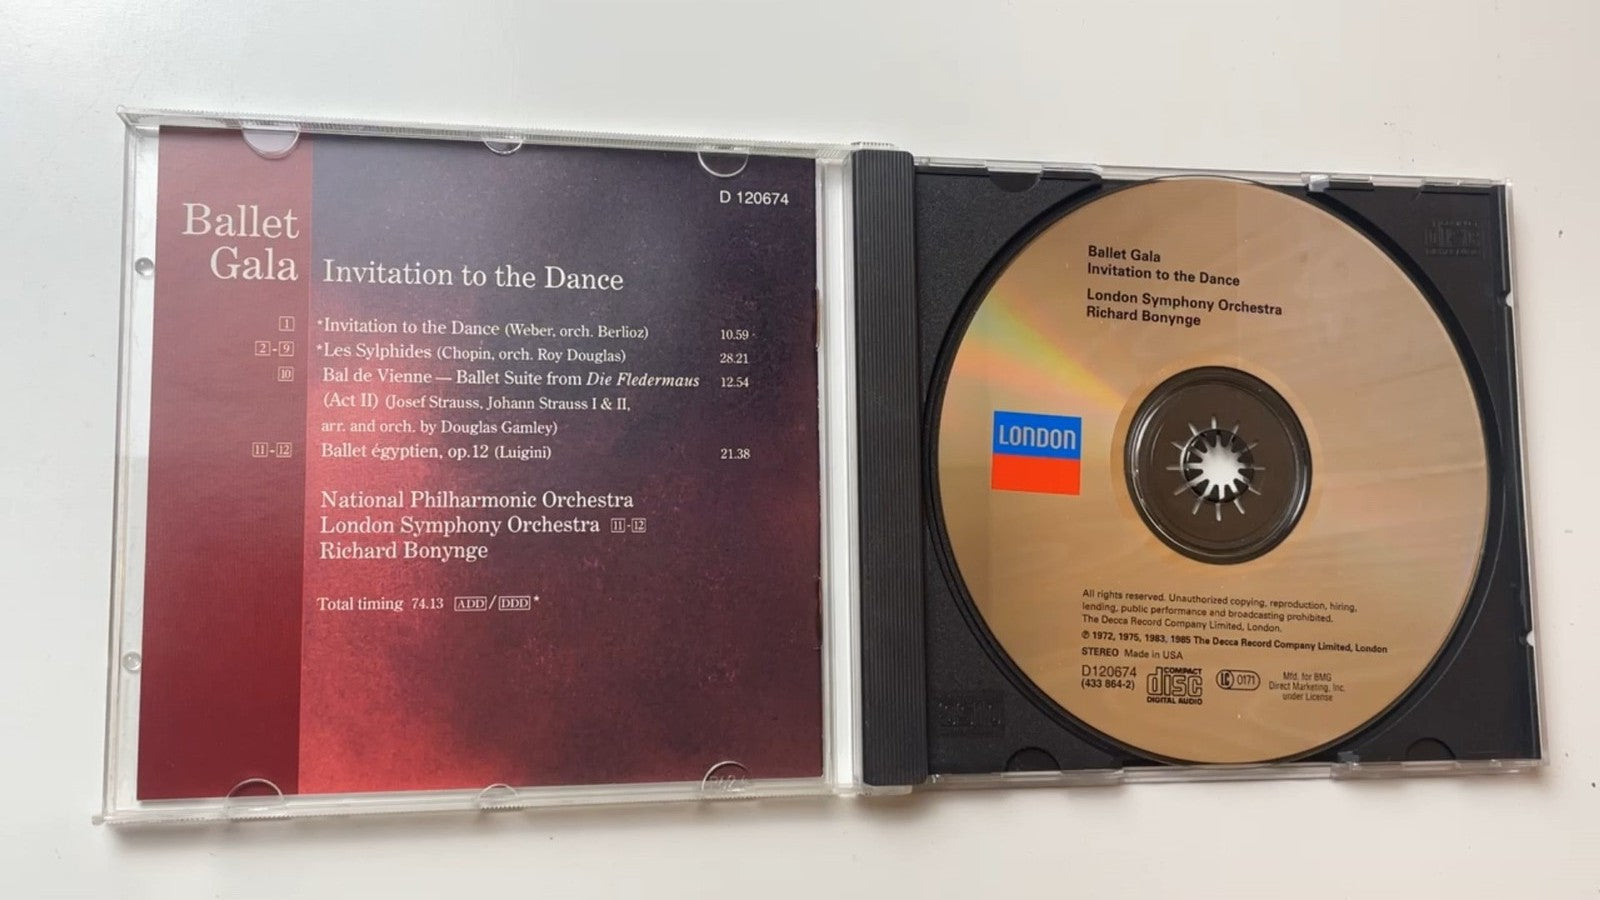 D 120674
Ballet
Gala
Invitation to the Dance
1 *Invitation to the Dance (Weber, orch. Berlioz) 10.59
2-9 *Les Sylphides (Chopin, orch. Roy Douglas) 28.21
10 Bal de Vienne — Ballet Suite from Die Fledermaus 12.54
(Act II) (Josef Strauss, Johann Strauss I & II,
arr. and orch. by Douglas Gamley)
11-12 Ballet égyptien, op.12 (Luigini) 21.38
National Philharmonic Orchestra
London Symphony Orchestra 11-12
Richard Bonynge
Total timing 74.13 ADD/DDD*
Ballet Gala
Invitation to the Dance
London Symphony Orchestra
Richard Bonynge
LONDON
All rights reserved. Unauthorized copying, reproduction, hiring,
lending, public performance and broadcasting prohibited.
The Decca Record Company Limited, London.
℗ 1972, 1975, 1983, 1985 The Decca Record Company Limited, London
STEREO Made in USA
D120674
(433 864-2)
COMPACT
disc
DIGITAL AUDIO
LC 0171
Mfd. for BMG
Direct Marketing, Inc.
under License